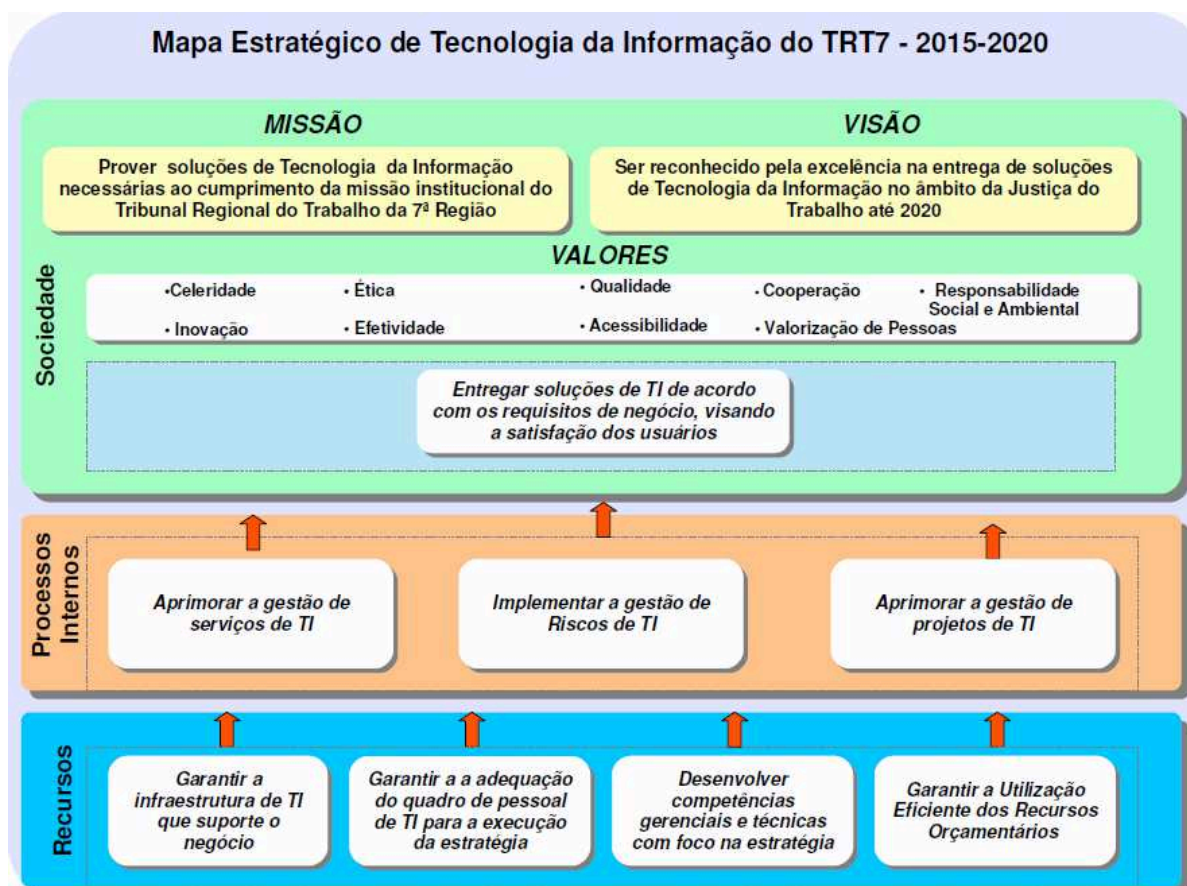 Mapa Estratégico de Tecnologia da Informação do TRT7 - 2015-2020
MISSÃO
Prover soluções de Tecnologia da Informação
necessárias ao cumprimento da missão institucional do
Tribunal Regional do Trabalho da 7ª Região
VISÃO
Ser reconhecido pela excelência na entrega de soluções
de Tecnologia da Informação no âmbito da Justiça do
Trabalho até 2020
Sociedade
VALORES
•Celeridade
• Ética
• Qualidade
• Cooperação
• Responsabilidade
Social e Ambiental
• Inovação
• Efetividade
• Acessibilidade
• Valorização de Pessoas
Entregar soluções de TI de acordo
com os requisitos de negócio, visando
a satisfação dos usuários
Processos
Internos
Aprimorar a gestão de
serviços de TI
Implementar a gestão de
Riscos de TI
Aprimorar a gestão de
projetos de TI
Recursos
Garantir a
infraestrutura de TI
que suporte o
negócio
Garantir a a adequação
do quadro de pessoal
de TI para a execução
da estratégia
Desenvolver
competências
gerenciais e técnicas
com foco na estratégia
Garantir a Utilização
Eficiente dos Recursos
Orçamentários